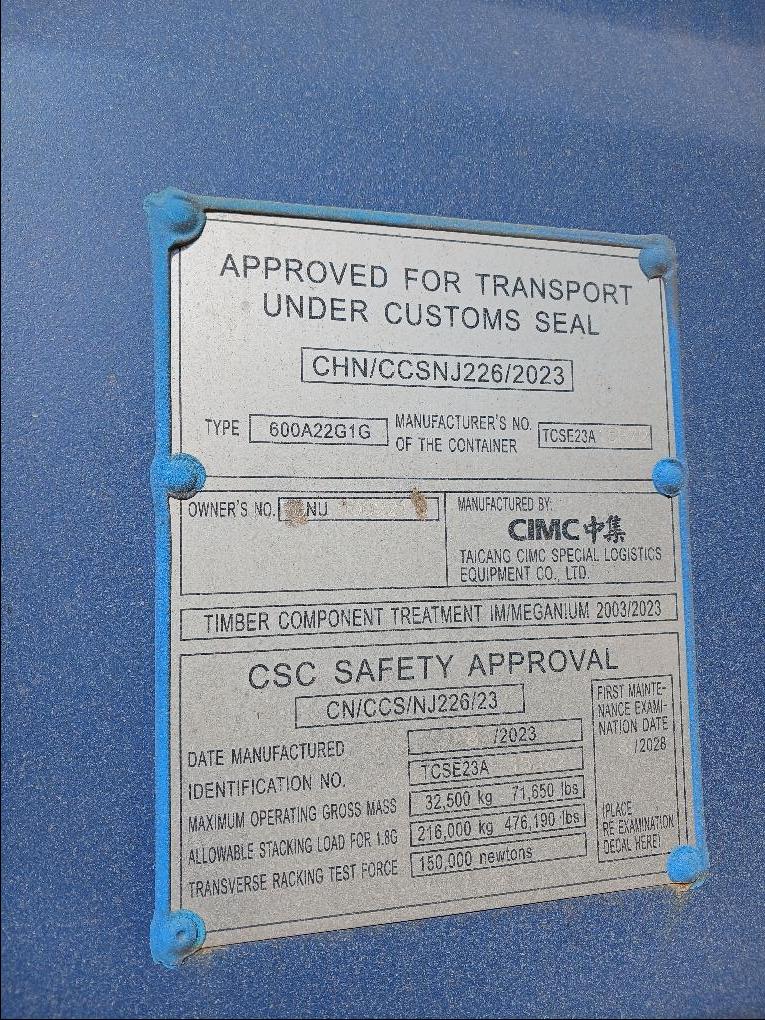 APPROVED FOR TRANSPORT
UNDER CUSTOMS SEAL
CHN/CCSNJ226/2023
TYPE 600A22G1G MANUFACTURER'S NO.
OF THE CONTAINER TCSE23A
OWNER'S NO. NU
MANUFACTURED BY:
CIMC 中集
TAICANG CIMC SPECIAL LOGISTICS
EQUIPMENT CO., LTD.
TIMBER COMPONENT TREATMENT IM/MEGANIUM 2003/2023
CSC SAFETY APPROVAL
CN/CCS/NJ226/23
DATE MANUFACTURED /2023
IDENTIFICATION NO. TCSE23A
MAXIMUM OPERATING GROSS MASS 32,500 kg 71,650 lbs
ALLOWABLE STACKING LOAD FOR 1.8G 216,000 kg 476,190 lbs
TRANSVERSE RACKING TEST FORCE 150,000 newtons
FIRST MAINTE-
NANCE EXAMI-
NATION DATE
/2028
(PLACE
RE EXAMINATION
DECAL HERE)